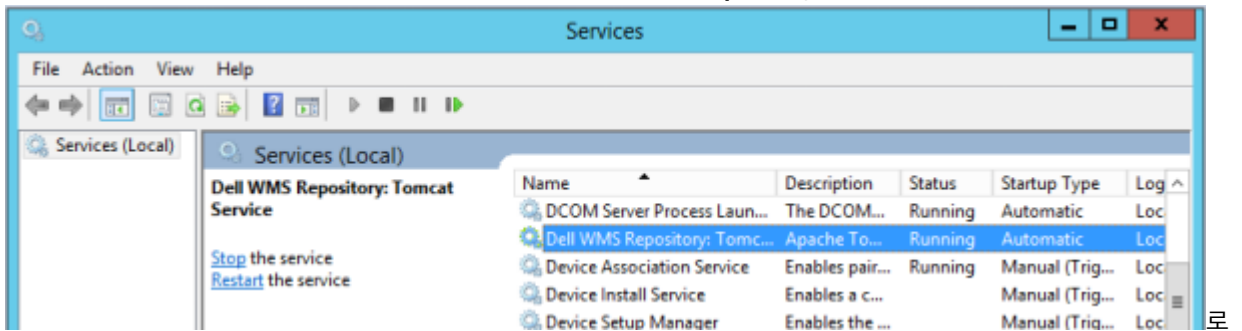 Services
File Action View Help
Services (Local)
Services (Local)
Dell WMS Repository: Tomcat
Service
Stop the service
Restart the service
Name Description Status Startup Type Log
DCOM Server Process Laun... The DCOM... Running Automatic Loc
Dell WMS Repository: Tomc... Apache To... Running Automatic Loc
Device Association Service Enables pair... Running Manual (Trig... Loc
Device Install Service Enables a c... Manual (Trig... Loc
Device Setup Manager Enables the ... Manual (Trig... Loc
로